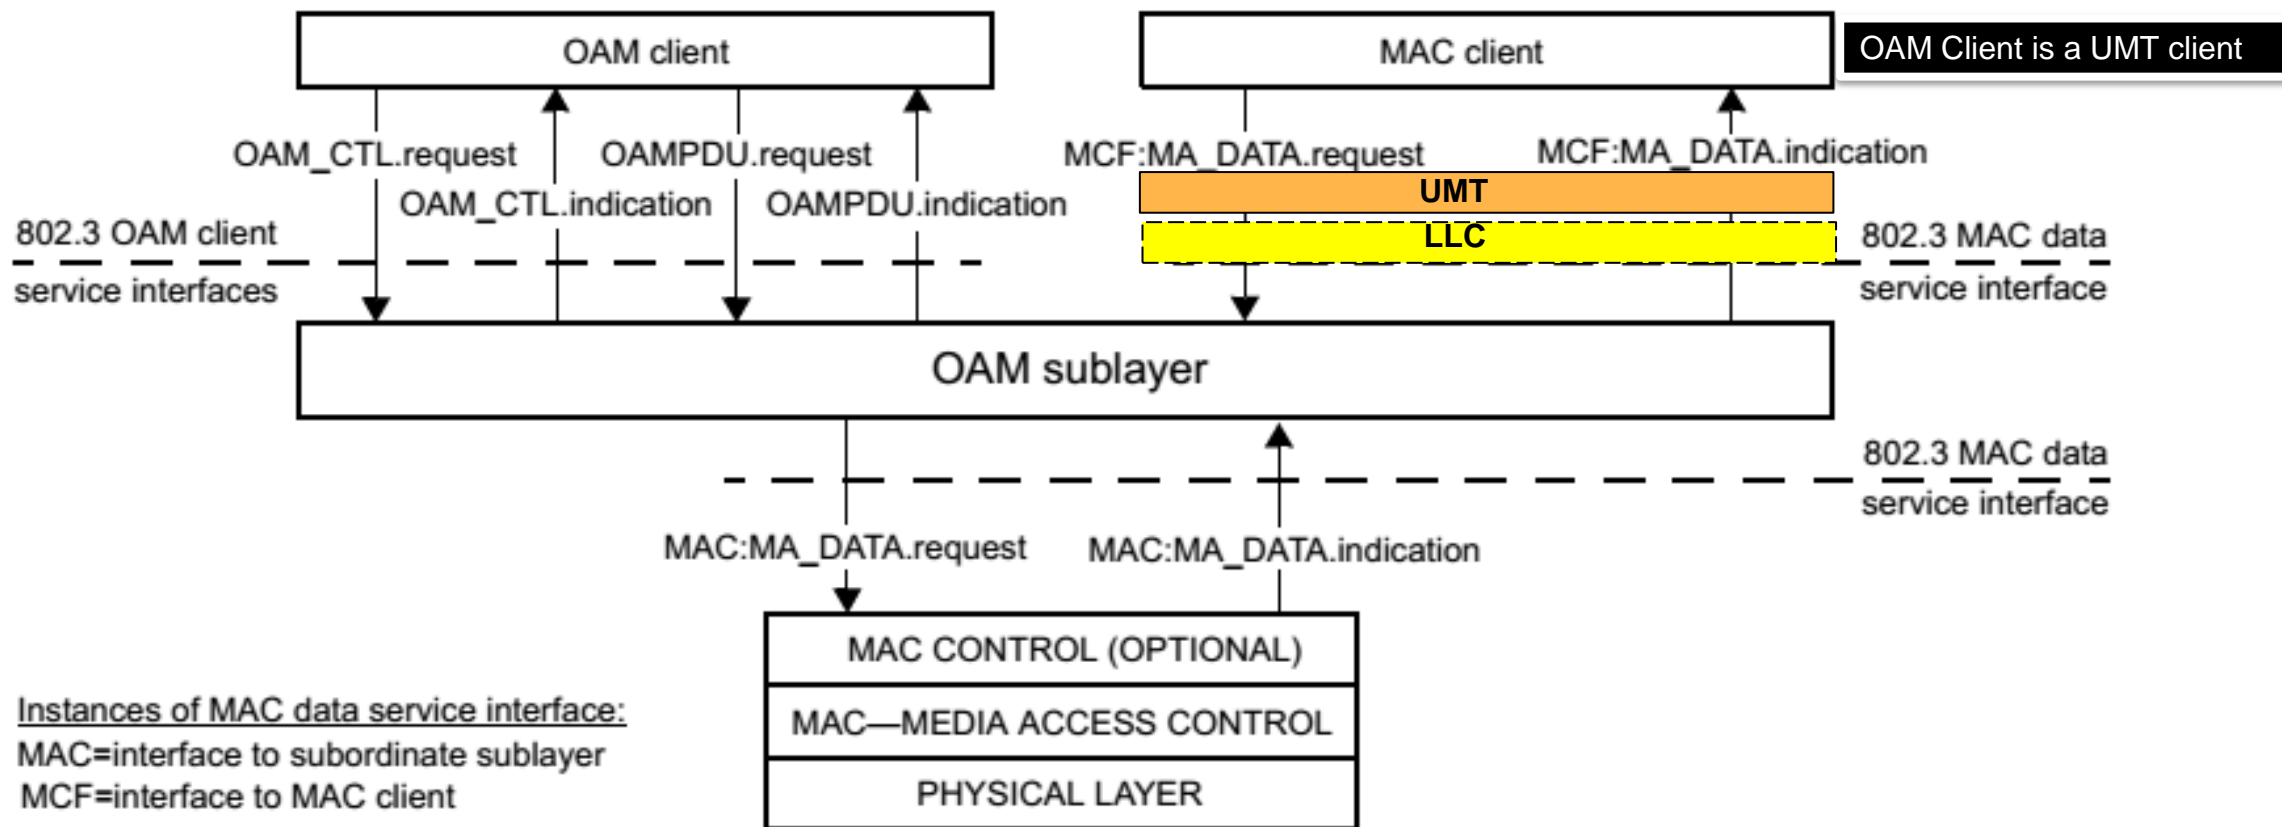 OAM client
MAC client
OAM Client is a UMT client
OAM_CTL.request
OAMPDU.request
MCF:MA_DATA.request
MCF:MA_DATA.indication
UMT
OAM_CTL.indication
OAMPDU.indication
802.3 OAM client
LLC
802.3 MAC data
service interfaces
service interface
OAM sublayer
802.3 MAC data
service interface
MAC:MA_DATA.request
MAC:MA_DATA.indication
MAC CONTROL (OPTIONAL)
MAC—MEDIA ACCESS CONTROL
PHYSICAL LAYER
Instances of MAC data service interface:
MAC=interface to subordinate sublayer
MCF=interface to MAC client